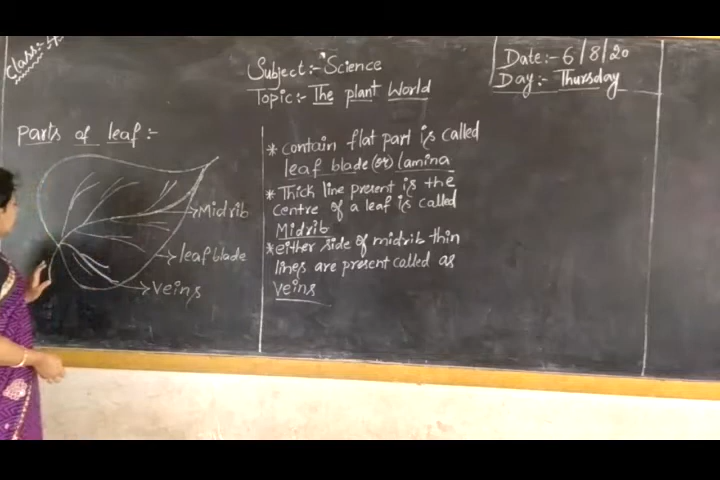 Class:- 4
Subject:- Science
Topic:- The plant World
Date:- 6/8/20
Day:- Thursday
parts of leaf:-
Midrib
leaf blade
veins
* contain flat part is called
leaf blade (or) lamina
* Thick line present is the
centre of a leaf is called
Midrib
* either side of midrib thin
lines are present called as
veins